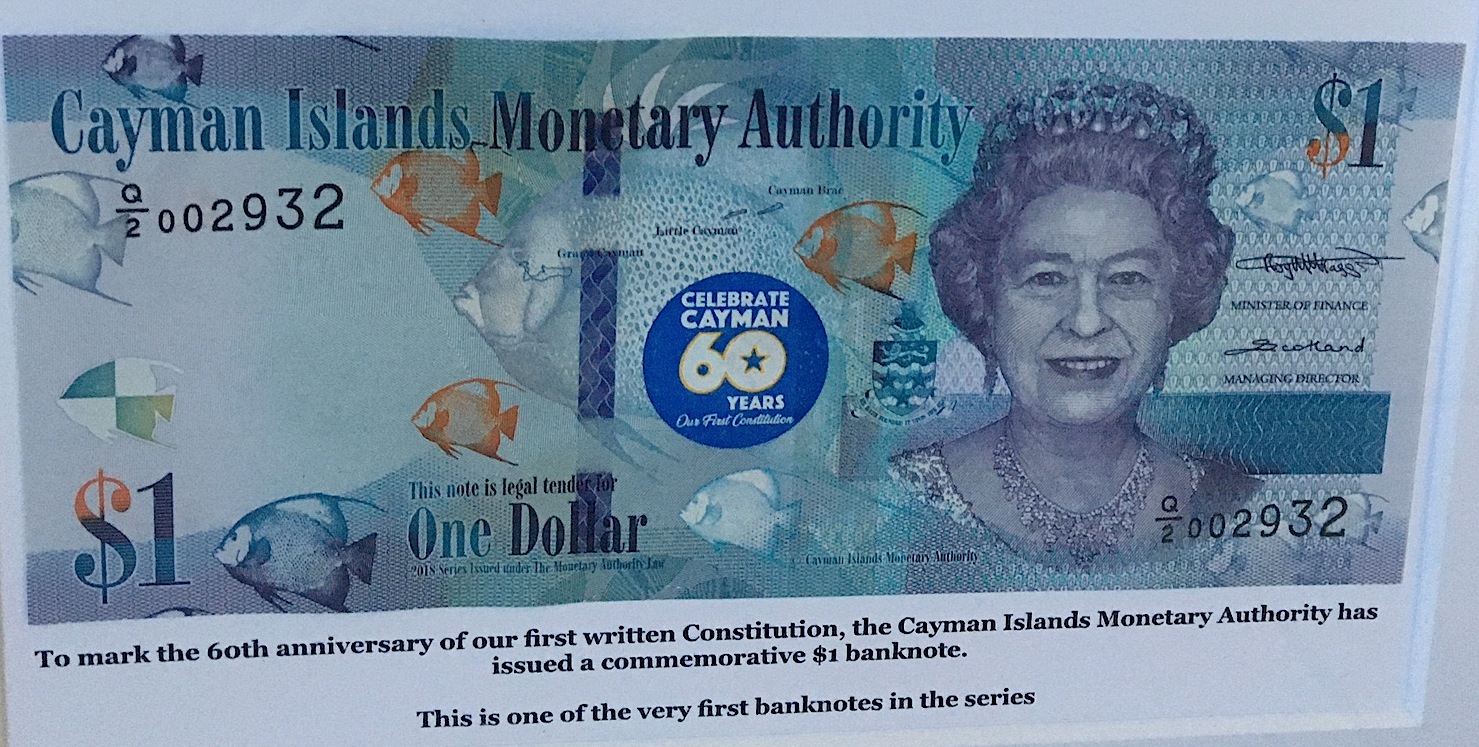 Cayman Islands Monetary Authority
$1
Q/2 002932
Cayman Brac
Little Cayman
Grand Cayman
CELEBRATE
CAYMAN
60
YEARS
Our First Constitution
MINISTER OF FINANCE
Scotland
MANAGING DIRECTOR
$1
This note is legal tender for
One Dollar
2018 Series Issued under The Monetary Authority Law
Cayman Islands Monetary Authority
Q/2 002932
To mark the 60th anniversary of our first written Constitution, the Cayman Islands Monetary Authority has
issued a commemorative $1 banknote.
This is one of the very first banknotes in the series